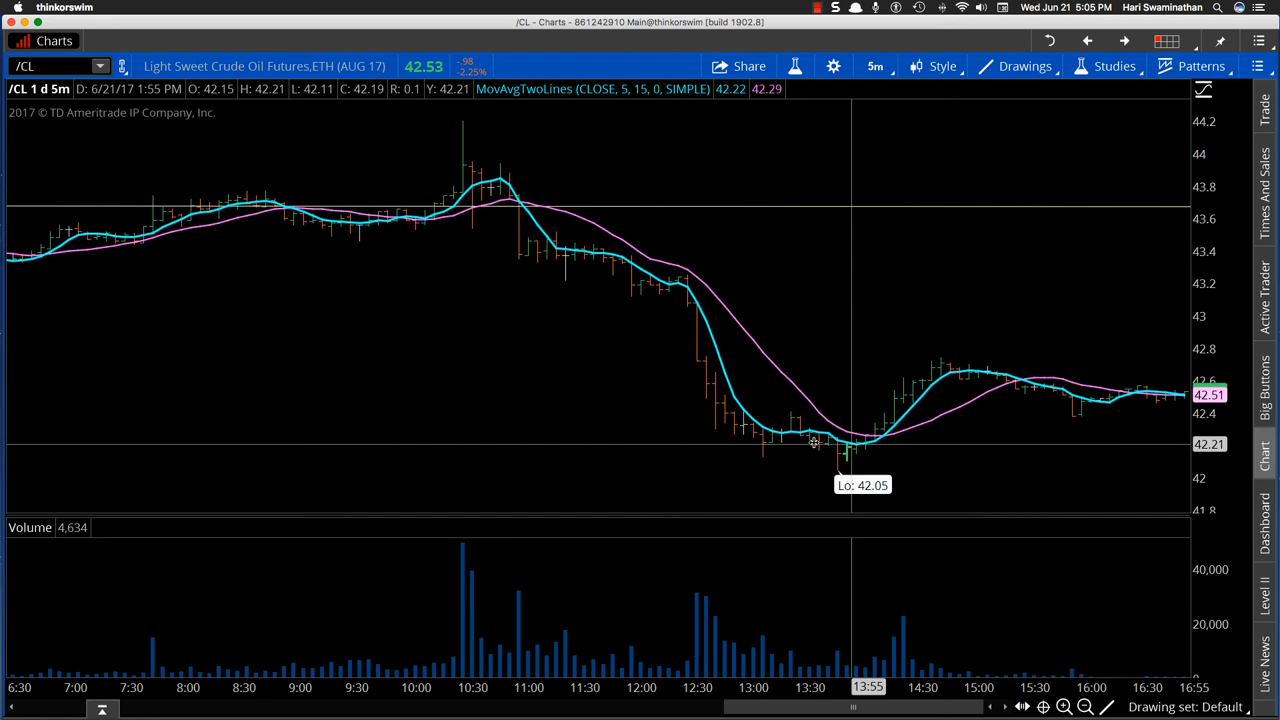 thinkorswim
Wed Jun 21 5:05 PM Hari Swaminathan
/CL - Charts - 861242910 Main@thinkorswim [build 1902.8]
Charts
/CL Light Sweet Crude Oil Futures,ETH (AUG 17) 42.53 -.98 -2.25% Share 5m Style Drawings Studies Patterns
/CL 1 d 5m D: 6/21/17 1:55 PM O: 42.15 H: 42.21 L: 42.11 C: 42.19 R: 0.1 Y: 42.21 MovAvgTwoLines (CLOSE, 5, 15, 0, SIMPLE) 42.22 42.29
2017 © TD Ameritrade IP Company, Inc.
44.2
44
43.8
43.6
43.4
43.2
43
42.8
42.6
42.51
42.4
42.21
42
41.8
Lo: 42.05
Volume 4,634
40,000
20,000
6:30 7:00 7:30 8:00 8:30 9:00 9:30 10:00 10:30 11:00 11:30 12:00 12:30 13:00 13:30 13:55 14:30 15:00 15:30 16:00 16:30 16:55
Drawing set: Default
Trade
Times And Sales
Active Trader
Big Buttons
Chart
Dashboard
Level II
Live News